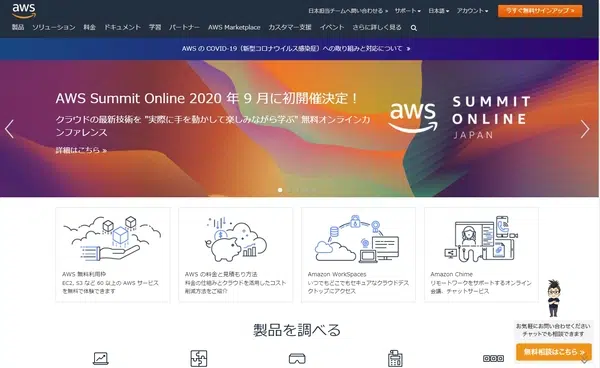 aws
日本担当チームへ問い合わせる サポート 日本語 アカウント 今すぐ無料サインアップ »
製品 ソリューション 料金 ドキュメント 学習 パートナー AWS Marketplace カスタマー支援 イベント さらに詳しく見る
AWS の COVID-19（新型コロナウイルス感染症）への取り組みと対応について »
AWS Summit Online 2020 年 9 月に初開催決定！
クラウドの最新技術を "実際に手を動かして楽しみながら学ぶ" 無料オンラインカ
ンファレンス
詳細はこちら »
aws
SUMMIT
ONLINE
JAPAN
AWS 無料利用枠
EC2, S3 など 60 以上の AWS サービス
を無料で体験できます
AWS の料金と見積もり方法
料金の仕組みとクラウドを活用したコスト
削減方法をご紹介
Amazon WorkSpaces
いつでもどこでもセキュアなクラウドデス
クトップにアクセス
Amazon Chime
リモートワークをサポートするオンライン
会議、チャットサービス
製品を調べる
お気軽にお問い合わせください
チャットでも相談できます
無料相談はこちら »